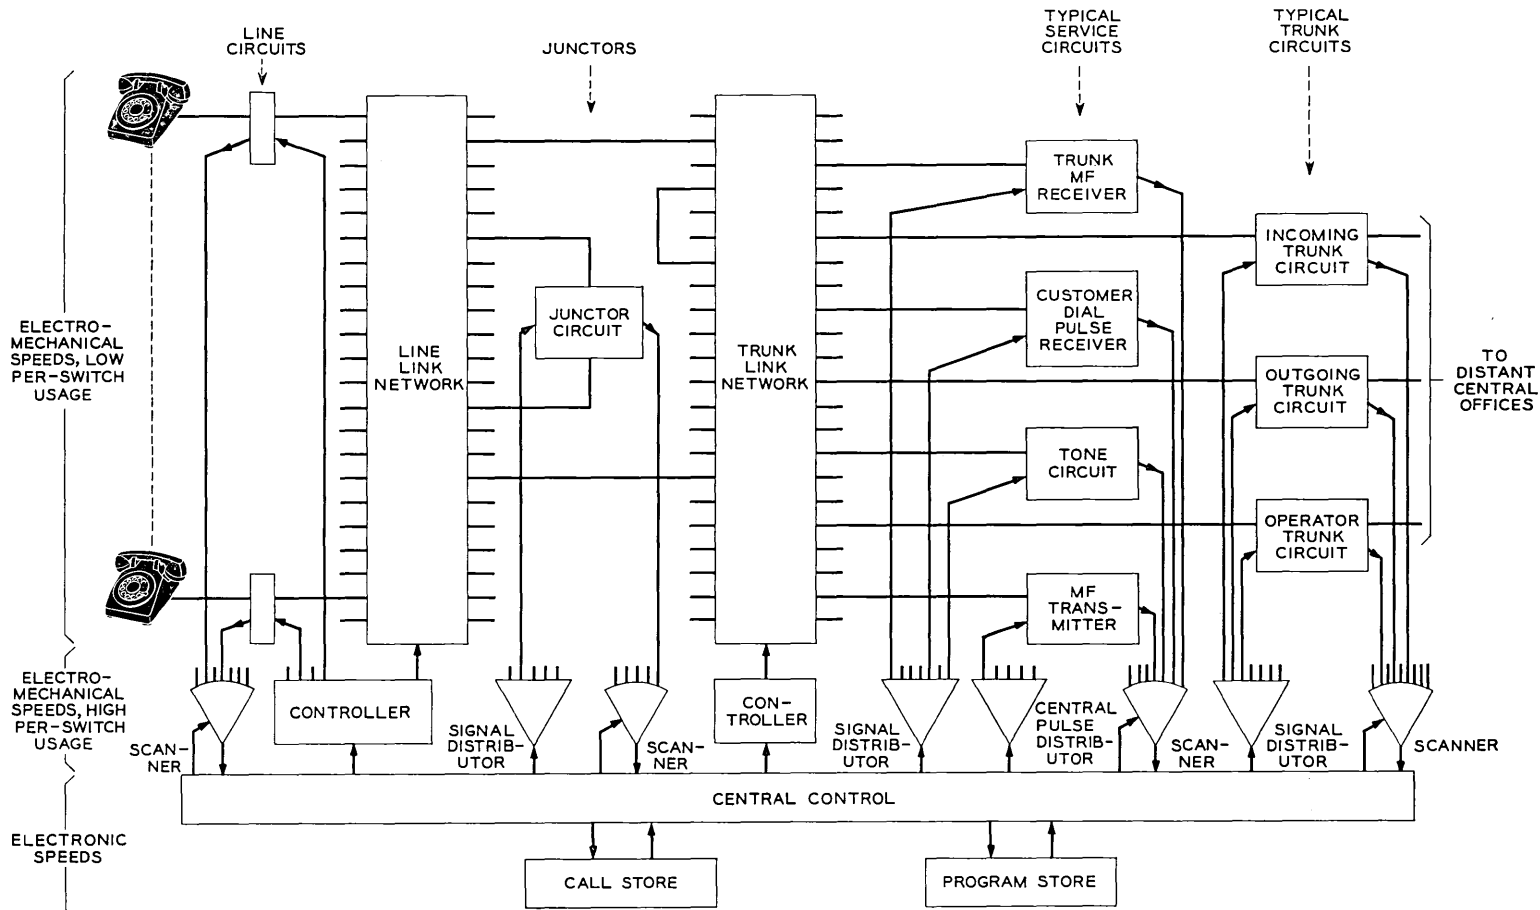 LINE
CIRCUITS
JUNCTORS
TYPICAL
SERVICE
CIRCUITS
TYPICAL
TRUNK
CIRCUITS
TRUNK
MF
RECEIVER
INCOMING
TRUNK
CIRCUIT
CUSTOMER
DIAL
PULSE
RECEIVER
JUNCTOR
CIRCUIT
ELECTRO-
MECHANICAL
SPEEDS, LOW
PER-SWITCH
USAGE
LINE
LINK
NETWORK
TRUNK
LINK
NETWORK
OUTGOING
TRUNK
CIRCUIT
TO
DISTANT
CENTRAL
OFFICES
TONE
CIRCUIT
OPERATOR
TRUNK
CIRCUIT
MF
TRANS-
MITTER
ELECTRO-
MECHANICAL
SPEEDS, HIGH
PER-SWITCH
USAGE
SCAN-
NER
CONTROLLER
SIGNAL
DISTRIB-
UTOR
SCAN-
NER
CON-
TROLLER
SIGNAL
DISTRIB-
UTOR
CENTRAL
PULSE
DISTRIB-
UTOR
SCAN-
NER
SIGNAL
DISTRIB-
UTOR
SCANNER
CENTRAL CONTROL
ELECTRONIC
SPEEDS
CALL STORE
PROGRAM STORE